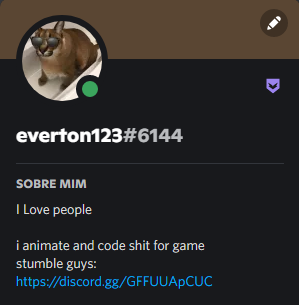 everton123#6144
SOBRE MIM
I Love people
i animate and code shit for game
stumble guys:
https://discord.gg/GFFUUApCUC